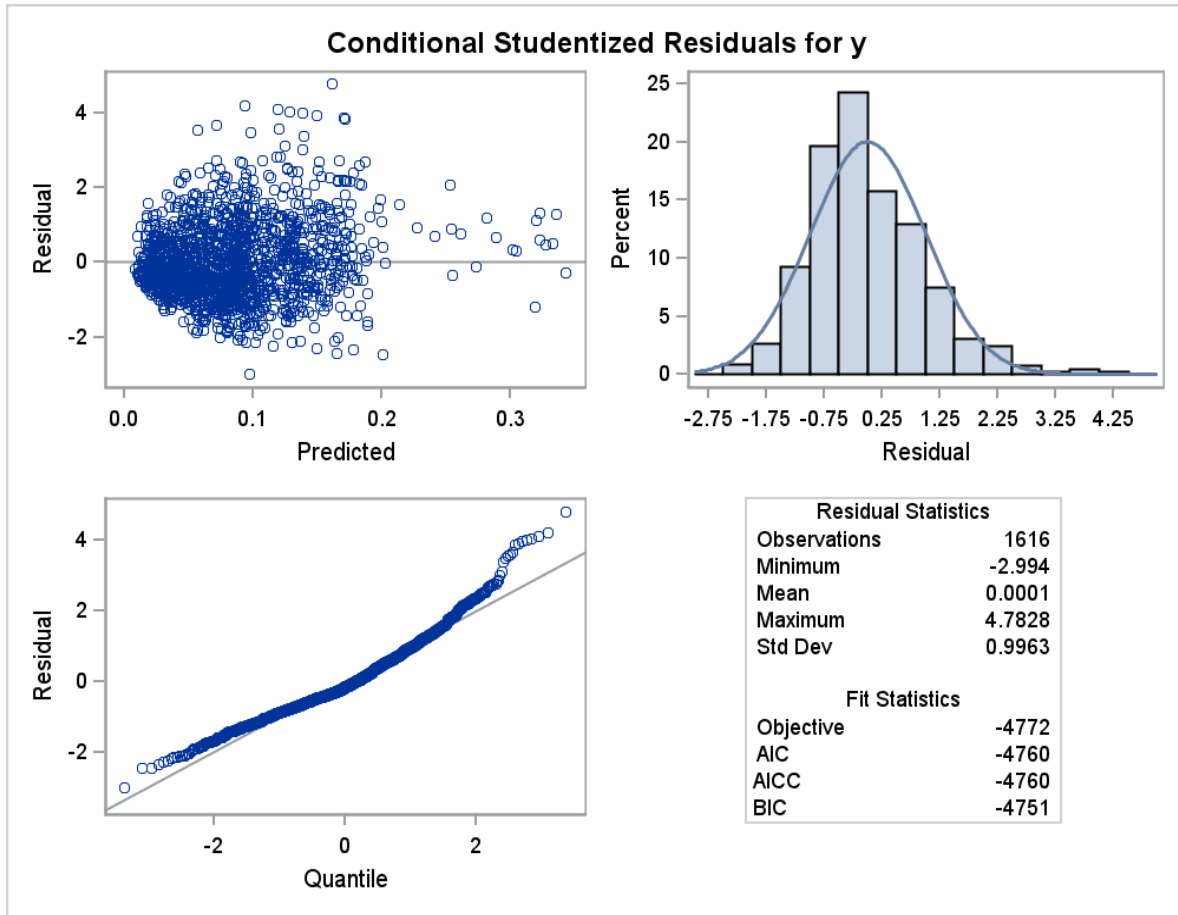 Conditional Studentized Residuals for y
Residual
4
2
0
-2
0.0 0.1 0.2 0.3
Predicted
Percent
25
20
15
10
5
0
-2.75 -1.75 -0.75 0.25 1.25 2.25 3.25 4.25
Residual
Residual
4
2
0
-2
-2 0 2
Quantile
Residual Statistics
Observations 1616
Minimum -2.994
Mean 0.0001
Maximum 4.7828
Std Dev 0.9963
Fit Statistics
Objective -4772
AIC -4760
AICC -4760
BIC -4751